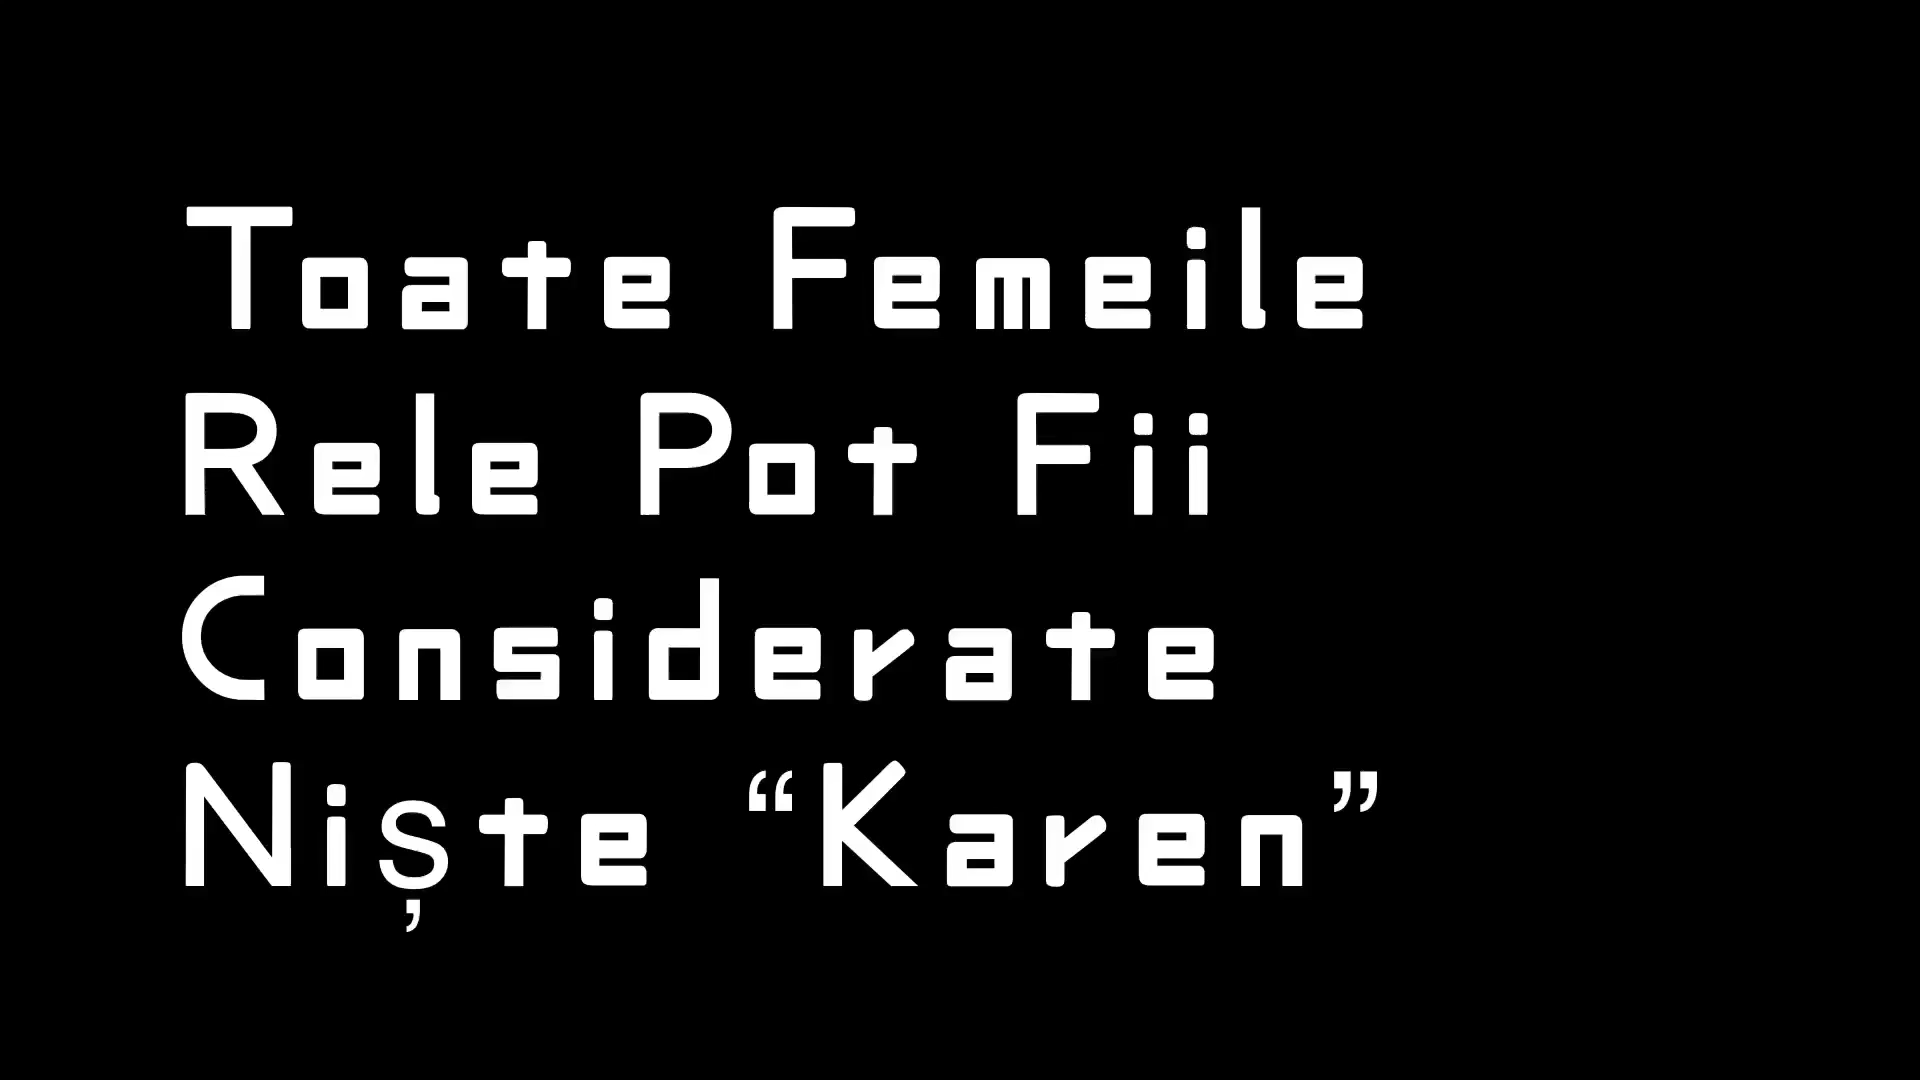 Toate Femeile
Rele Pot Fii
Considerate
Niște “Karen”